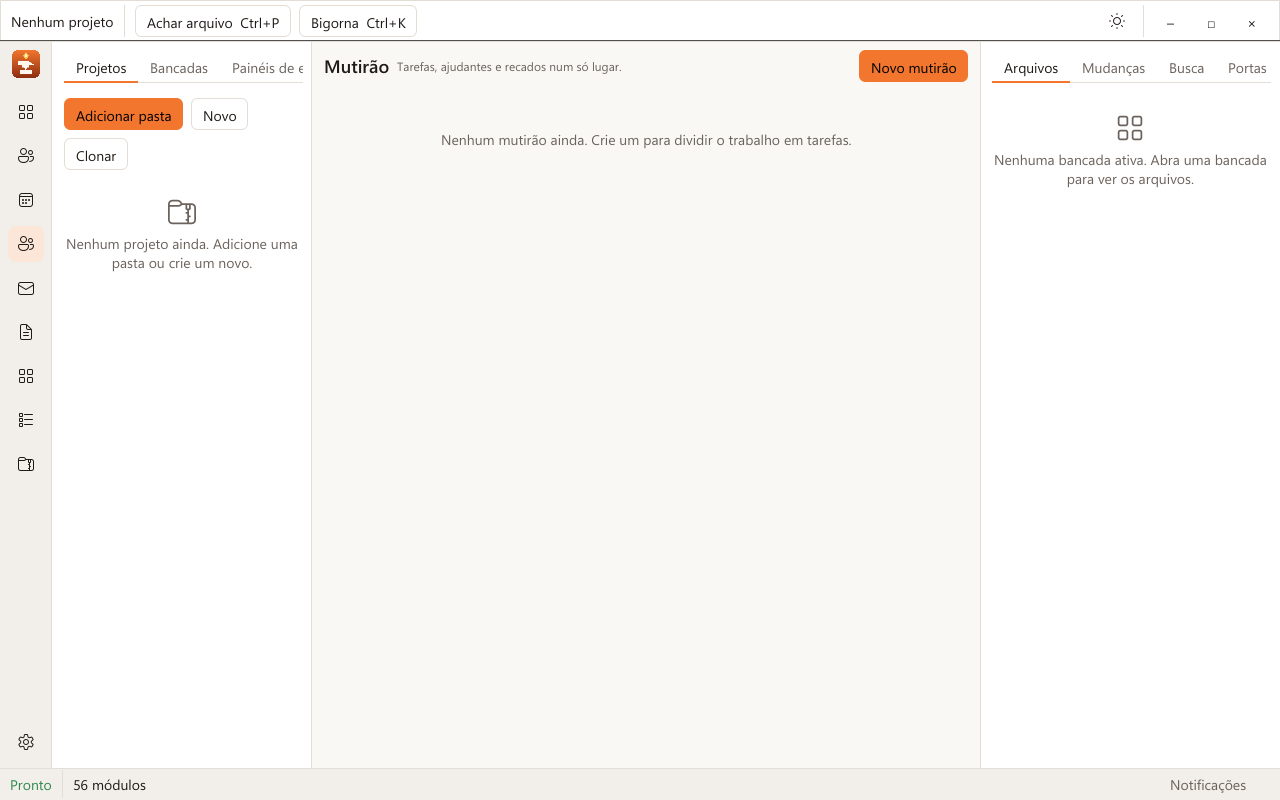 Nenhum projeto
Achar arquivo Ctrl+P
Bigorna Ctrl+K
Projetos
Bancadas
Painéis de e
Adicionar pasta
Novo
Clonar
Nenhum projeto ainda. Adicione uma
pasta ou crie um novo.
Mutirão
Tarefas, ajudantes e recados num só lugar.
Novo mutirão
Nenhum mutirão ainda. Crie um para dividir o trabalho em tarefas.
Arquivos
Mudanças
Busca
Portas
Nenhuma bancada ativa. Abra uma bancada
para ver os arquivos.
Pronto
56 módulos
Notificações